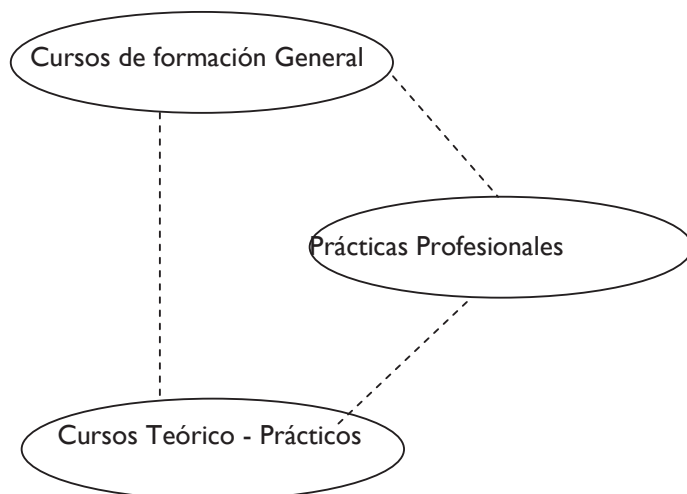 Cursos de formación General
Prácticas Profesionales
Cursos Teórico - Prácticos